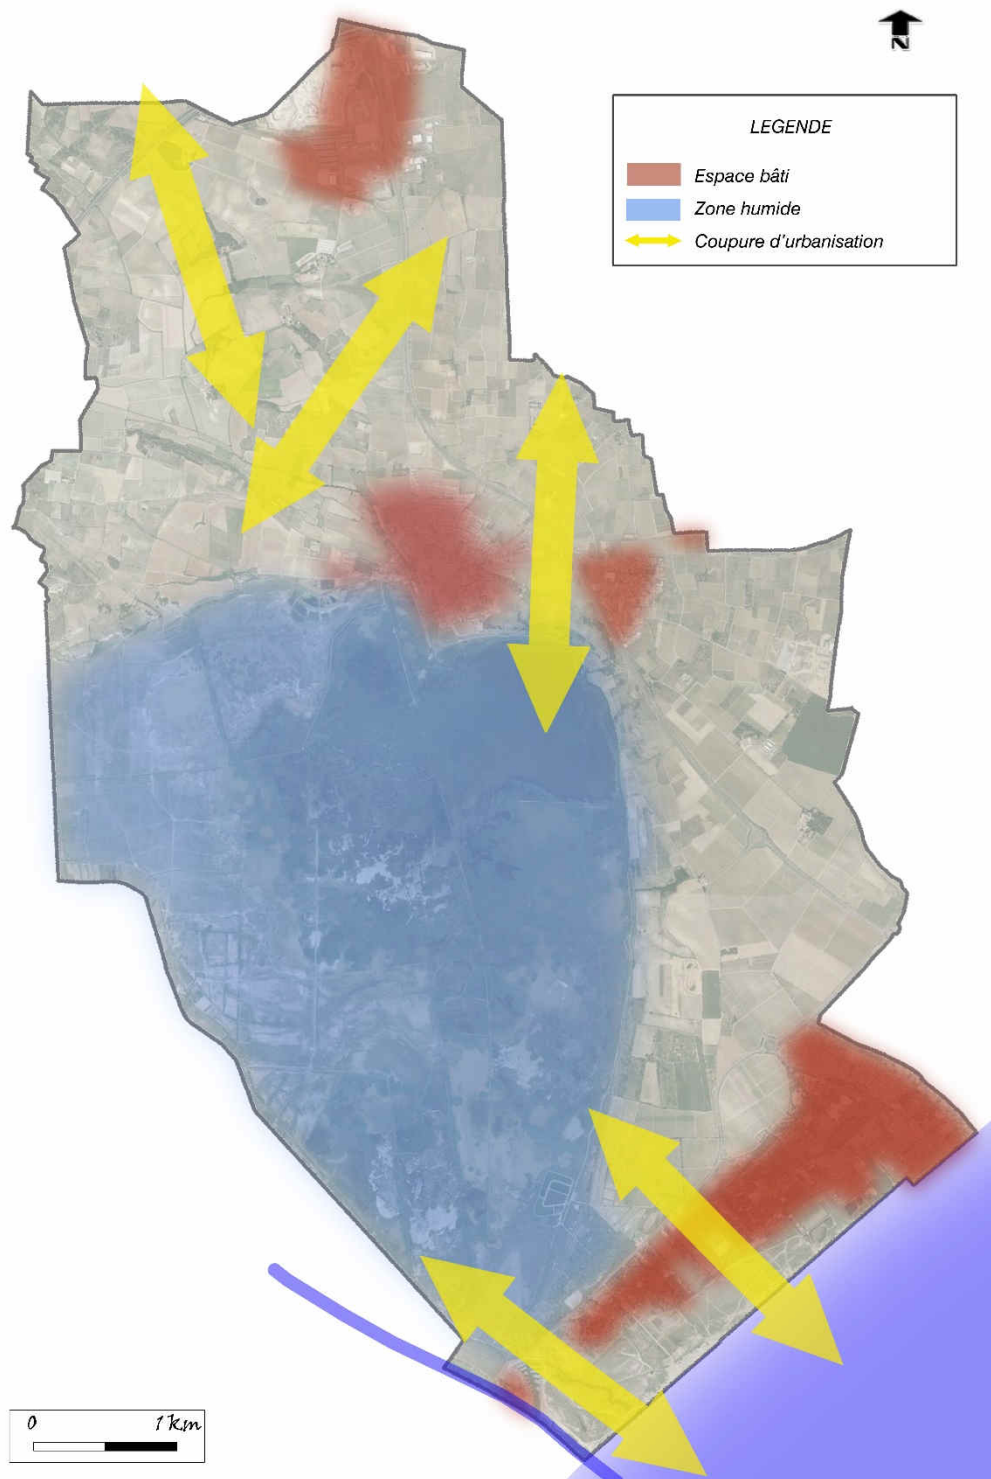 N
LEGENDE
Espace bâti
Zone humide
Coupure d'urbanisation
0 1 km